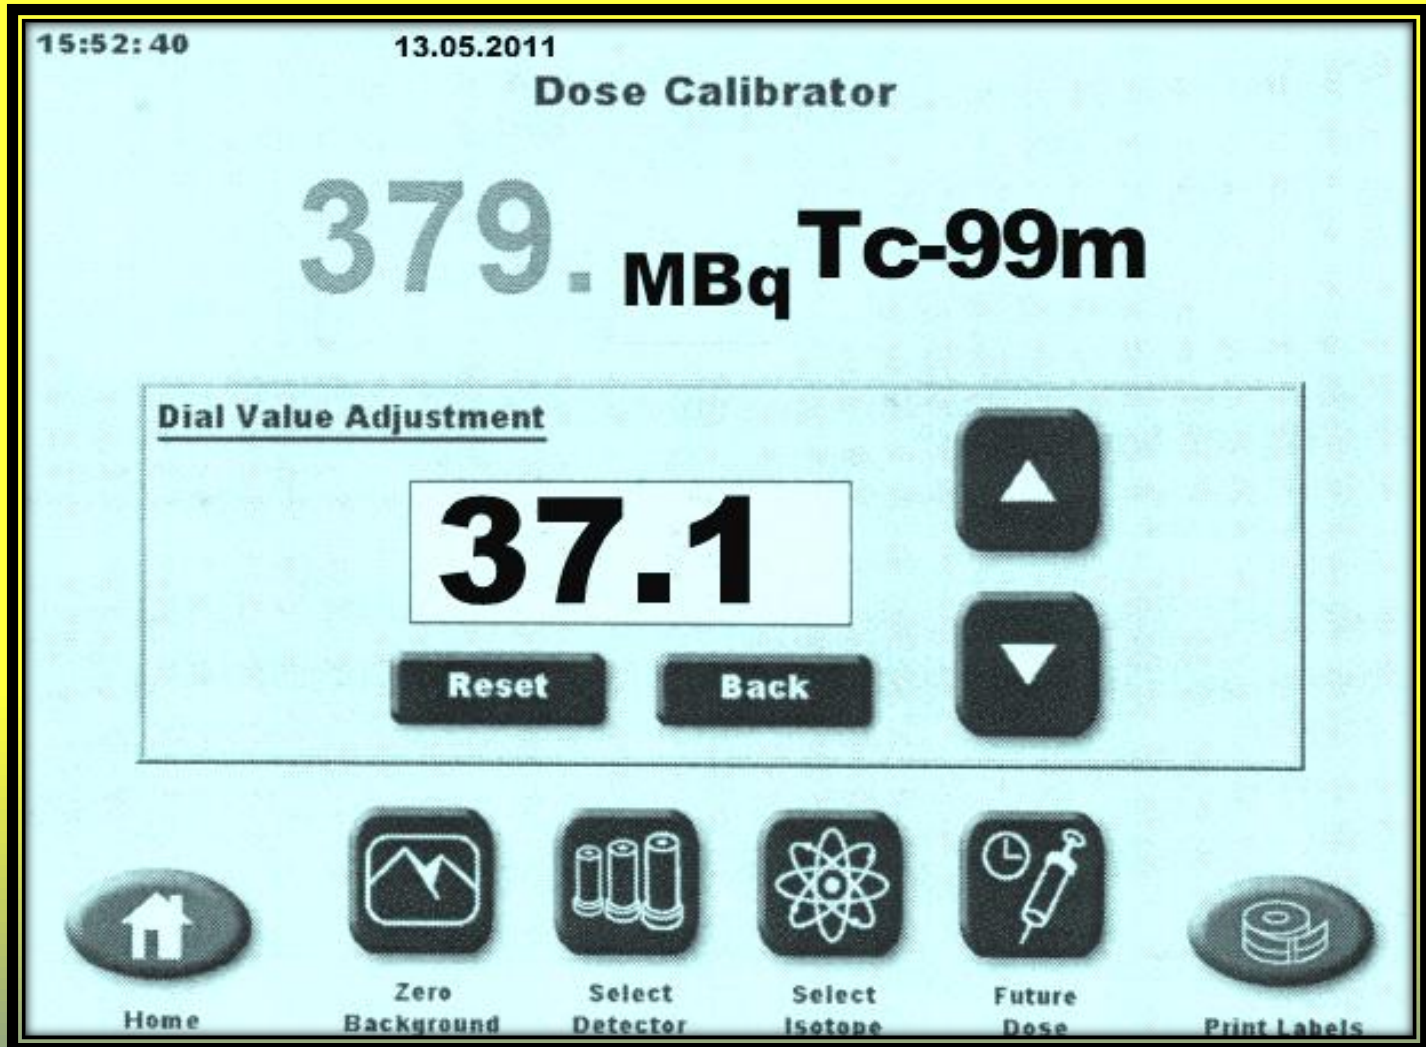 15:52:40 13.05.2011
Dose Calibrator
379. MBq Tc-99m
Dial Value Adjustment
37.1
Reset Back
Home
Zero
Background
Select
Detector
Select
Isotope
Future
Dose
Print Labels